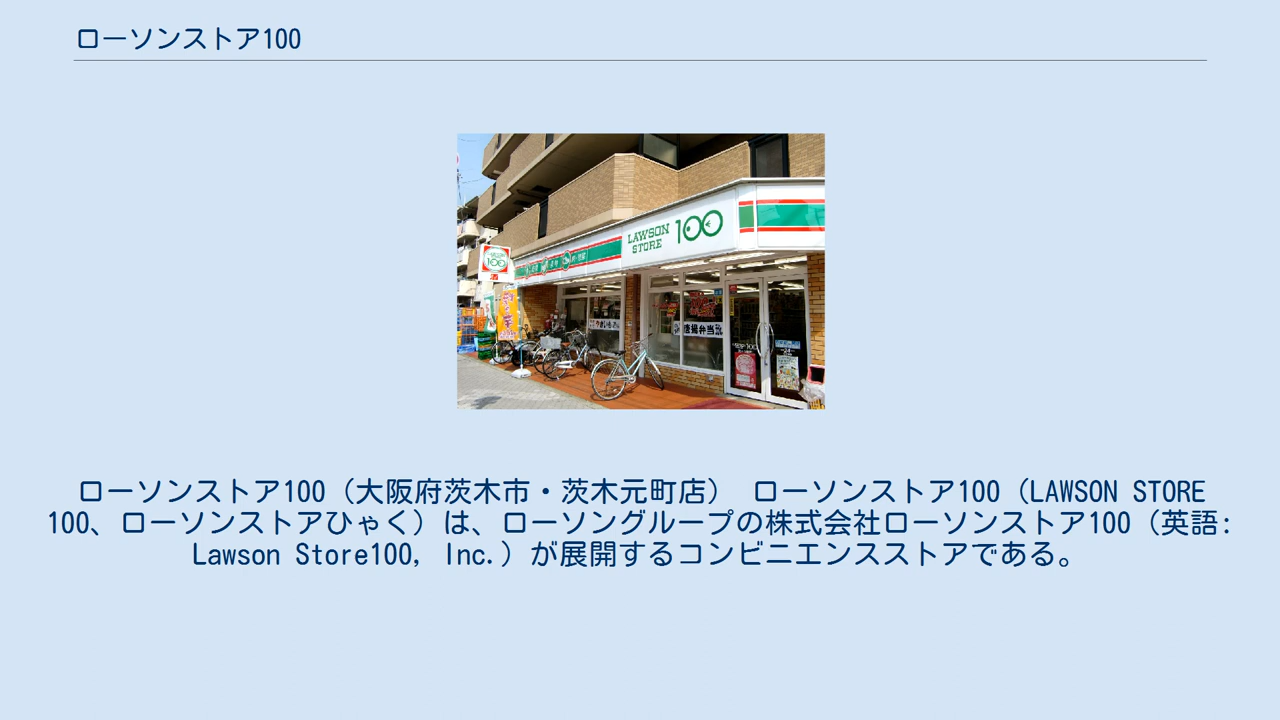 ローソンストア100
LAWSON
STORE
100
100
唐揚弁当
ローソンストア100（大阪府茨木市・茨木元町店） ローソンストア100（LAWSON STORE
100、ローソンストアひゃく）は、ローソングループの株式会社ローソンストア100（英語:
Lawson Store100, Inc.）が展開するコンビニエンスストアである。